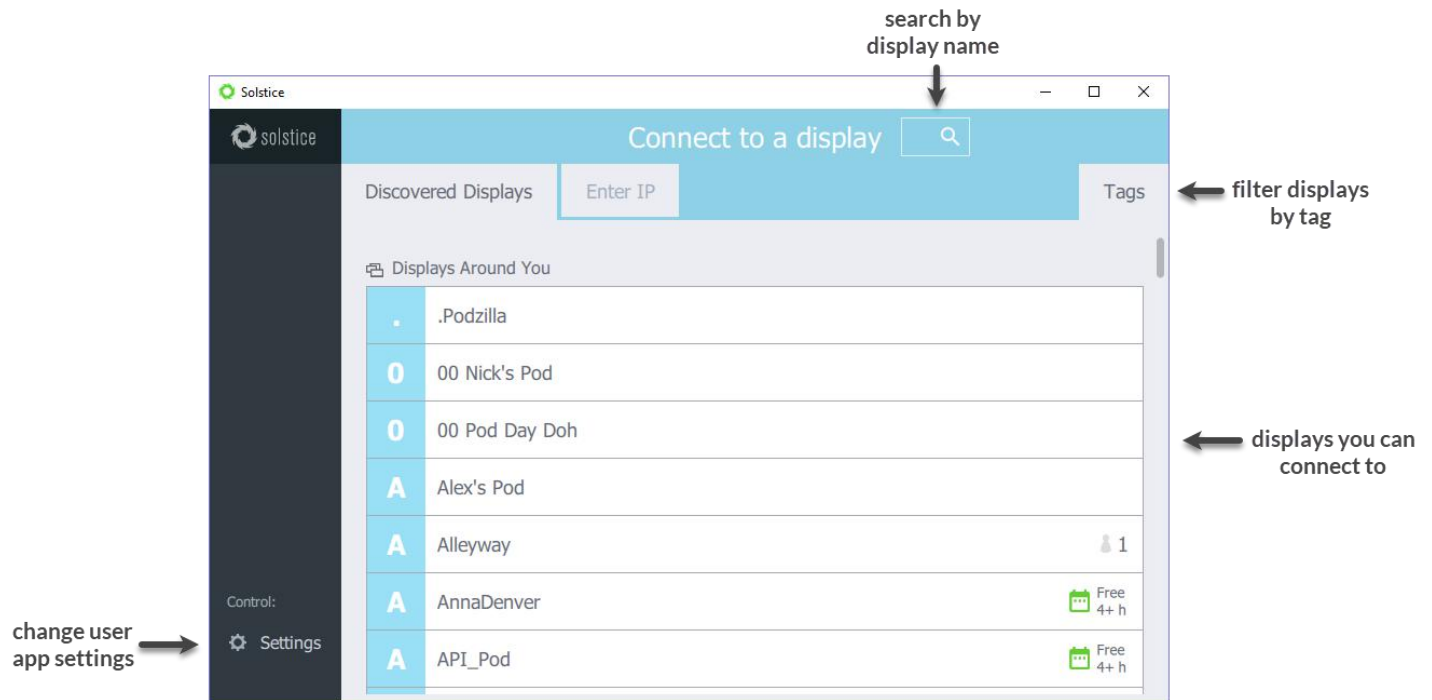 search by
display name
Solstice
solstice
Connect to a display
Discovered Displays
Enter IP
Tags
filter displays
by tag
Displays Around You
.
.Podzilla
0
00 Nick's Pod
0
00 Pod Day Doh
displays you can
connect to
A
Alex's Pod
A
Alleyway
1
A
AnnaDenver
Free
4+ h
Control:
change user
app settings
Settings
A
API_Pod
Free
4+ h